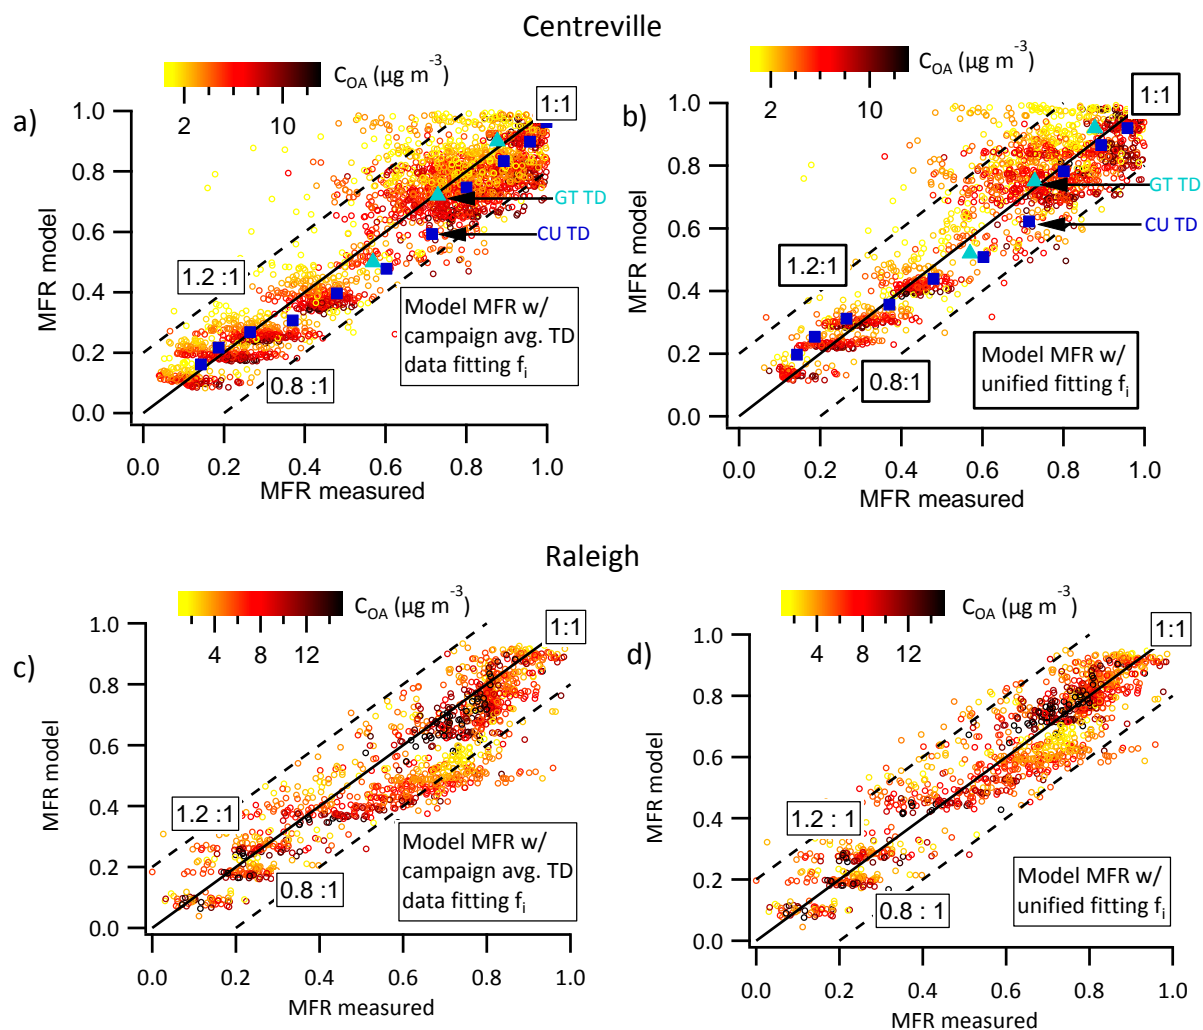 Centreville
C_OA (µg m⁻³)
2 10
a)
1:1
1.0
0.8
0.6
0.4
0.2
0.0
MFR model
GT TD
CU TD
1.2 :1
0.8 :1
Model MFR w/
campaign avg. TD
data fitting f_i
0.0 0.2 0.4 0.6 0.8 1.0
MFR measured
C_OA (µg m⁻³)
2 10
b)
1:1
1.0
0.8
0.6
0.4
0.2
0.0
MFR model
GT TD
CU TD
1.2:1
0.8:1
Model MFR w/
unified fitting f_i
0.0 0.2 0.4 0.6 0.8 1.0
MFR measured
Raleigh
C_OA (µg m⁻³)
4 8 12
c)
1:1
1.0
0.8
0.6
0.4
0.2
0.0
MFR model
1.2 :1
0.8 :1
Model MFR w/
campaign avg. TD
data fitting f_i
0.0 0.2 0.4 0.6 0.8 1.0
MFR measured
C_OA (µg m⁻³)
4 8 12
d)
1:1
1.0
0.8
0.6
0.4
0.2
0.0
MFR model
1.2 : 1
0.8 : 1
Model MFR w/
unified fitting f_i
0.0 0.2 0.4 0.6 0.8 1.0
MFR measured